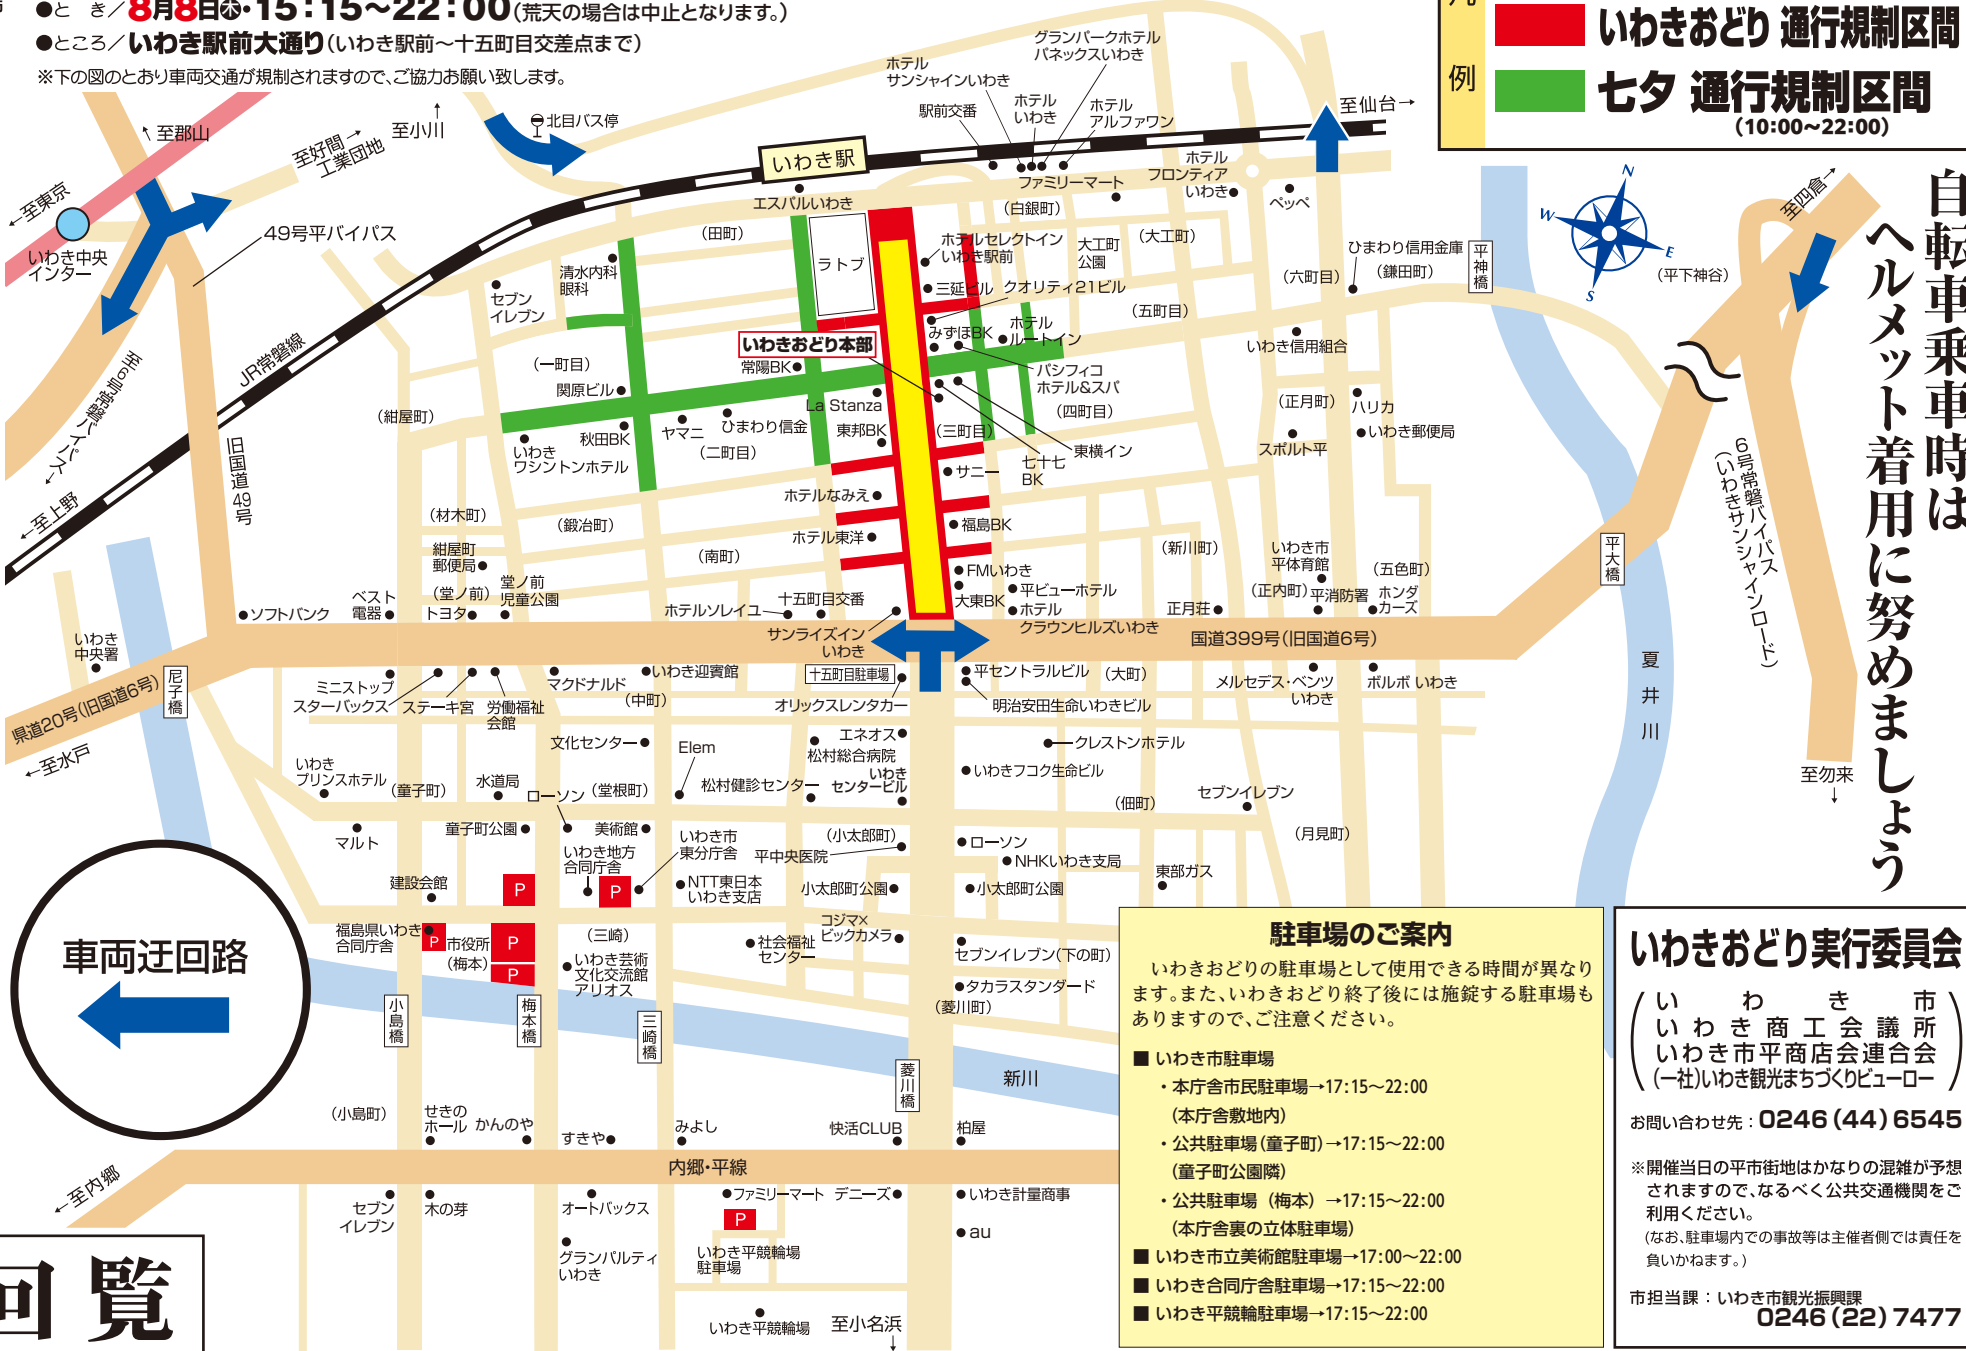 ●と き／8月8日㊍・15：15～22：00（荒天の場合は中止となります。）
●ところ／いわき駅前大通り（いわき駅前～十五町目交差点まで）
※下の図のとおり車両交通が規制されますので、ご協力お願い致します。
例
いわきおどり 通行規制区間
七夕 通行規制区間
（10:00～22:00）
自転車乗車時は
ヘルメット着用に努めましょう
↖至郡山
至好間→
工業団地
↑
至小川
北目バス停
←至東京
いわき中央
インター
49号平バイパス
至6号常磐バイパス→
JR常磐線
←至上野
旧国道49号
いわき駅
エスパルいわき
ラトブ
駅前交番
ホテル
サンシャインいわき
ホテル
いわき
グランパークホテル
パネックスいわき
ホテル
アルファワン
ファミリーマート
（白銀町）
ホテル
フロンティア
いわき
ペッペ
至仙台→
N
W
E
S
（田町）
清水内科
眼科
セブン
イレブン
（一町目）
関原ビル
（紺屋町）
いわき
ワシントンホテル
秋田BK
ヤマニ
ひまわり信金
（二町目）
いわきおどり本部
常陽BK
La Stanza
東邦BK
ホテルセレクトイン
いわき駅前
三延ビル
クオリティ21ビル
みずほBK
ホテル
ルートイン
パシフィコ
ホテル&スパ
（四町目）
（三町目）
東横イン
七十七
BK
サニー
大工町
公園
（大工町）
（五町目）
（六町目）
ひまわり信用金庫
（鎌田町）
平神橋
（平下神谷）
至四倉→
いわき信用組合
（正月町）
ハリカ
スポルト平
いわき郵便局
6号常磐バイパス
（いわきサンシャインロード）
（材木町）
（鍛冶町）
（南町）
紺屋町
郵便局
（堂ノ前）
堂ノ前
児童公園
ベスト
電器
トヨタ
ソフトバンク
いわき
中央署
尼子橋
県道20号（旧国道6号）
←至水戸
ホテルなみえ
ホテル東洋
福島BK
FMいわき
大東BK
平ビューホテル
ホテル
クラウンヒルズいわき
ホテルソレイユ
十五町目交番
サンライズイン
いわき
（新川町）
いわき市
平体育館
（五色町）
（正内町）
平消防署
ホンダ
カーズ
正月荘
国道399号（旧国道6号）
平大橋
夏井川
至勿来
↓
ミニストップ
スターバックス
ステーキ宮
労働福祉
会館
マクドナルド
いわき迎賓館
（中町）
十五町目駐車場
オリックスレンタカー
平セントラルビル
（大町）
明治安田生命いわきビル
メルセデス・ベンツ
いわき
ボルボ いわき
文化センター
Elem
エネオス
松村総合病院
いわき
センタービル
クレストンホテル
いわきフコク生命ビル
いわき
プリンスホテル
（童子町）
水道局
ローソン
（堂根町）
松村健診センター
（佃町）
セブンイレブン
（月見町）
マルト
童子町公園
美術館
いわき市
東分庁舎
（小太郎町）
平中央医院
ローソン
NHKいわき支局
東部ガス
いわき地方
合同庁舎
NTT東日本
いわき支店
建設会館
P
P
小太郎町公園
小太郎町公園
福島県いわき
合同庁舎
P
市役所
（梅本）
P
P
（三崎）
いわき芸術
文化交流館
アリオス
社会福祉
センター
コジマ×
ビックカメラ
セブンイレブン（下の町）
タカラスタンダード
（菱川町）
車両迂回路
小島橋
梅本橋
三崎橋
菱川橋
新川
（小島町）
せきの
ホール
かんのや
すきや
みよし
快活CLUB
柏屋
←至内郷
内郷・平線
セブン
イレブン
木の芽
オートバックス
グランパルティ
いわき
ファミリーマート
デニーズ
いわき計量商事
P
au
いわき平競輪場
駐車場
いわき平競輪場
至小名浜
↓
回覧
駐車場のご案内
いわきおどりの駐車場として使用できる時間が異なり
ます。また、いわきおどり終了後には施錠する駐車場も
ありますので、ご注意ください。
■ いわき市駐車場
・本庁舎市民駐車場→17:15～22:00
（本庁舎敷地内）
・公共駐車場（童子町）→17:15～22:00
（童子町公園隣）
・公共駐車場（梅本）→17:15～22:00
（本庁舎裏の立体駐車場）
■ いわき市立美術館駐車場→17:00～22:00
■ いわき合同庁舎駐車場→17:15～22:00
■ いわき平競輪駐車場→17:15～22:00
いわきおどり実行委員会
いわき市
いわき商工会議所
いわき市平商店会連合会
（一社）いわき観光まちづくりビューロー
お問い合わせ先：0246（44）6545
※開催当日の平市街地はかなりの混雑が予想
されますので、なるべく公共交通機関をご
利用ください。
（なお、駐車場内での事故等は主催者側では責任を
負いかねます。）
市担当課：いわき市観光振興課
0246（22）7477